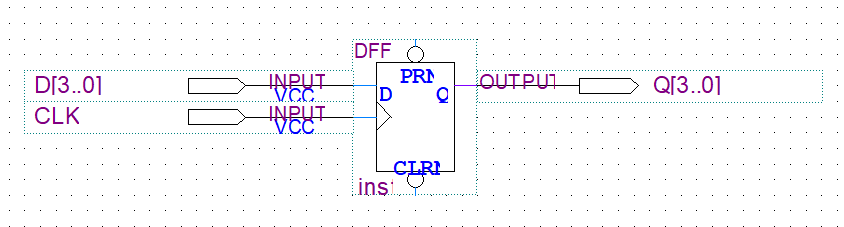 DFF
PRN
D[3..0] INPUT D Q OUTPUT Q[3..0]
VCC
CLK INPUT
VCC
CLRN
inst